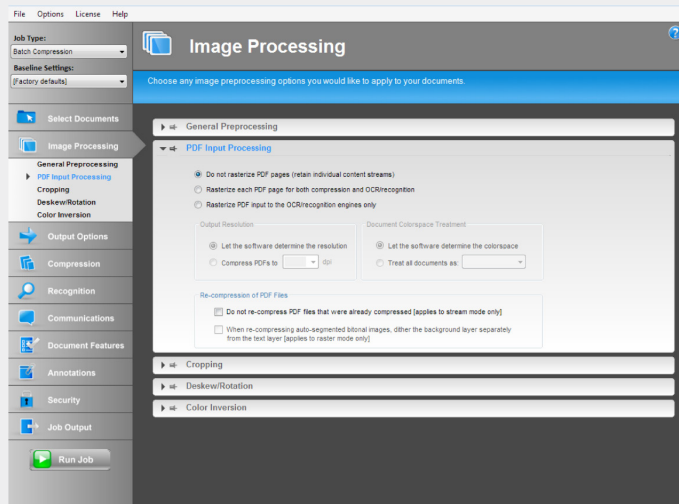 File Options License Help
Job Type:
Batch Compression
Baseline Settings:
[Factory defaults]
Image Processing
?
Choose any image preprocessing options you would like to apply to your documents.
Select Documents
Image Processing
General Preprocessing
PDF Input Processing
Cropping
Deskew/Rotation
Color Inversion
Output Options
Compression
Recognition
Communications
Document Features
Annotations
Security
Job Output
Run Job
General Preprocessing
PDF Input Processing
Do not rasterize PDF pages (retain individual content streams)
Rasterize each PDF page for both compression and OCR/recognition
Rasterize PDF input to the OCR/recognition engines only
Output Resolution
Let the software determine the resolution
Compress PDFs to dpi
Document Colorspace Treatment
Let the software determine the colorspace
Treat all documents as:
Re-compression of PDF Files
Do not re-compress PDF files that were already compressed [applies to stream mode only]
When re-compressing auto-segmented bitonal images, dither the background layer separately
from the text layer [applies to raster mode only]
Cropping
Deskew/Rotation
Color Inversion